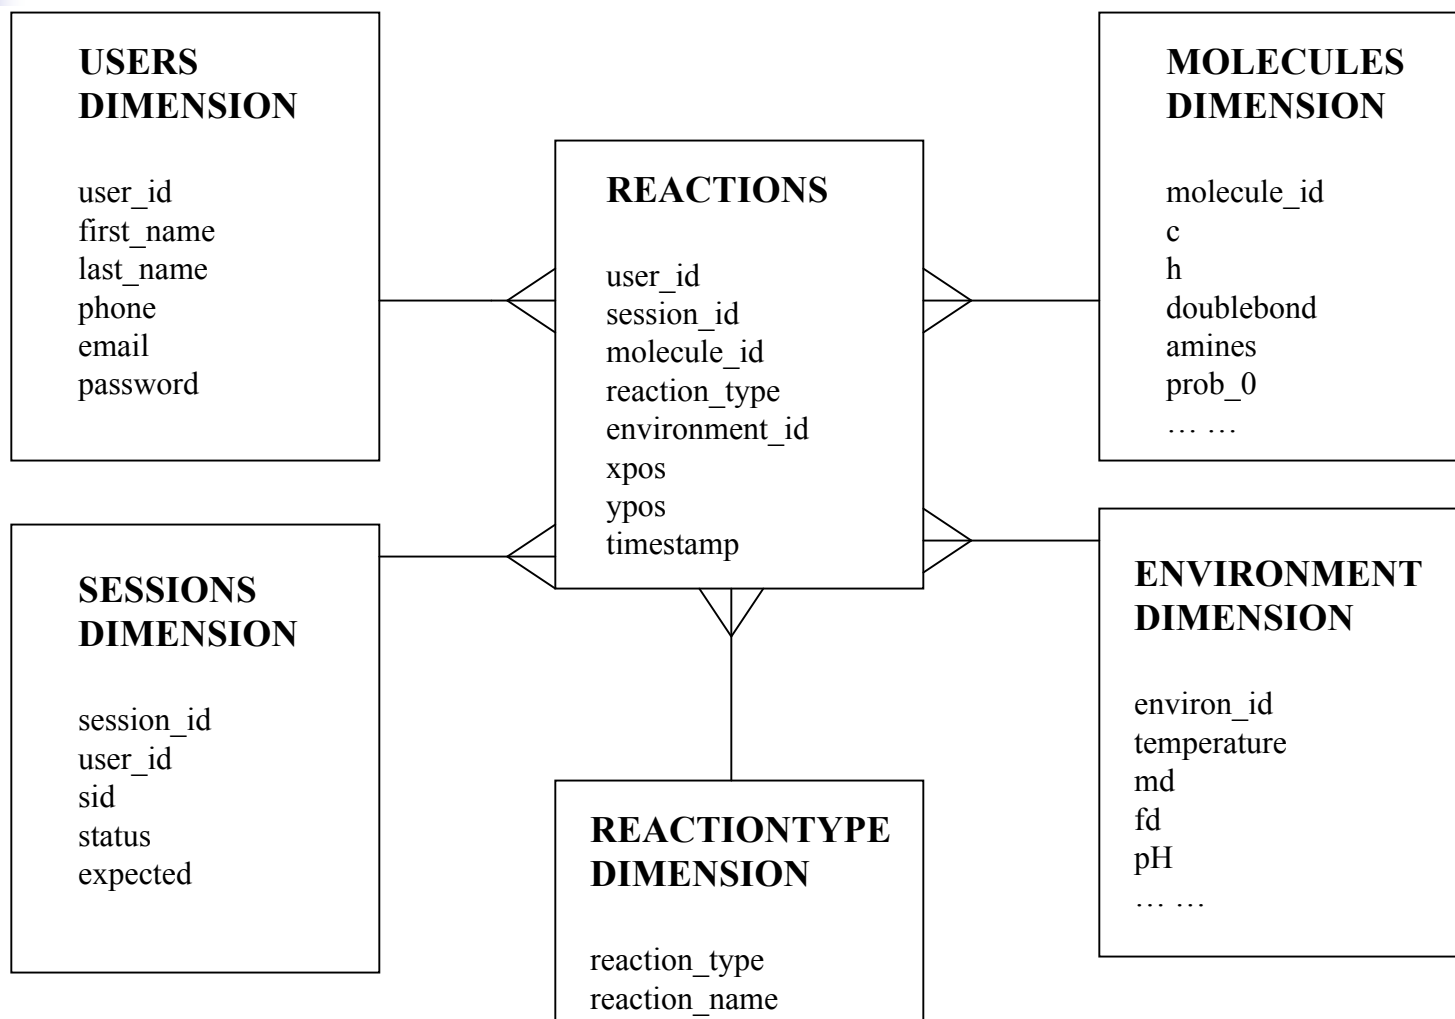 USERS
DIMENSION
user_id
first_name
last_name
phone
email
password
REACTIONS
user_id
session_id
molecule_id
reaction_type
environment_id
xpos
ypos
timestamp
MOLECULES
DIMENSION
molecule_id
c
h
doublebond
amines
prob_0
… …
SESSIONS
DIMENSION
session_id
user_id
sid
status
expected
REACTIONTYPE
DIMENSION
reaction_type
reaction_name
ENVIRONMENT
DIMENSION
environ_id
temperature
md
fd
pH
… …